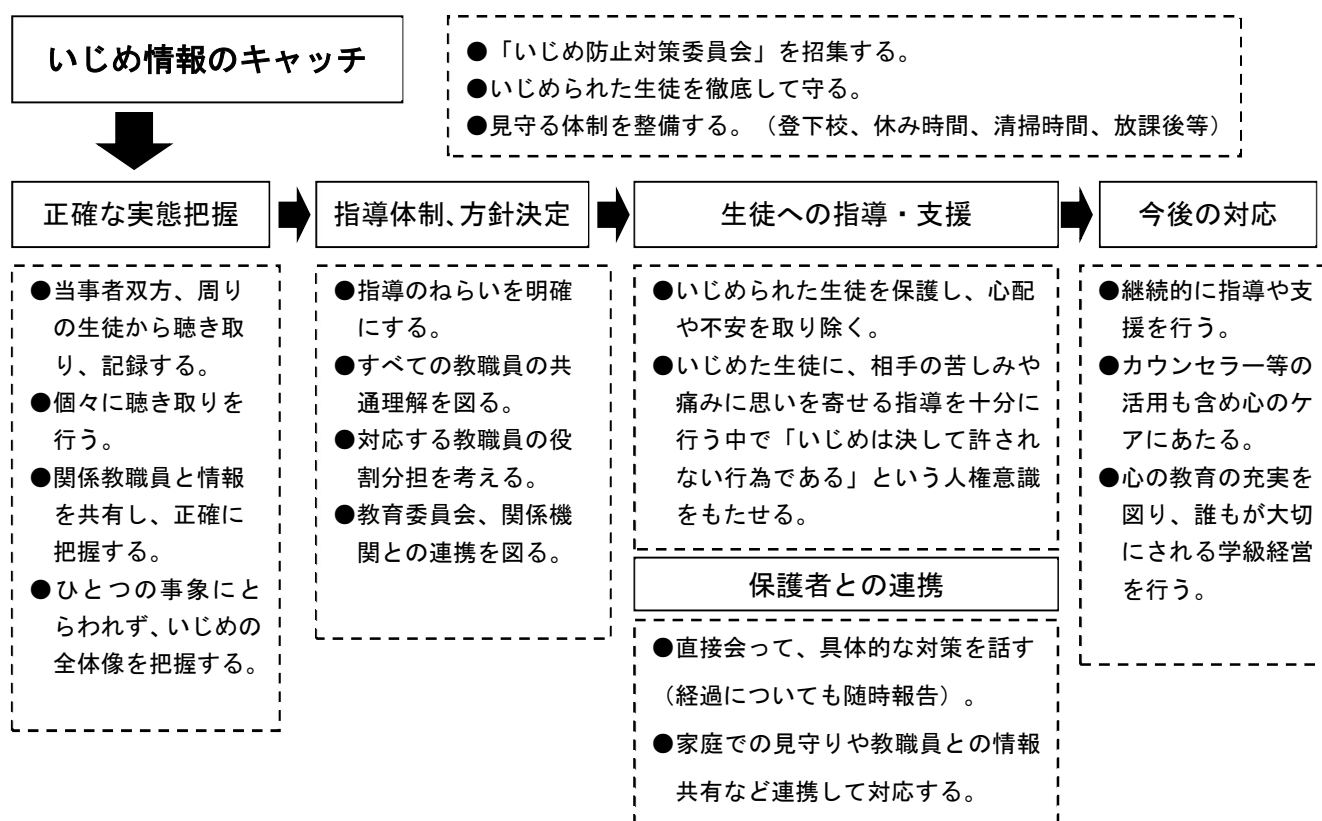 いじめ情報のキャッチ
●「いじめ防止対策委員会」を招集する。
●いじめられた生徒を徹底して守る。
●見守る体制を整備する。（登下校、休み時間、清掃時間、放課後等）
正確な実態把握
●当事者双方、周り
の生徒から聴き取
り、記録する。
●個々に聴き取りを
行う。
●関係教職員と情報
を共有し、正確に
把握する。
●ひとつの事象にと
らわれず、いじめの
全体像を把握する。
指導体制、方針決定
●指導のねらいを明確
にする。
●すべての教職員の共
通理解を図る。
●対応する教職員の役
割分担を考える。
●教育委員会、関係機
関との連携を図る。
生徒への指導・支援
●いじめられた生徒を保護し、心配
や不安を取り除く。
●いじめた生徒に、相手の苦しみや
痛みに思いを寄せる指導を十分に
行う中で「いじめは決して許され
ない行為である」という人権意識
をもたせる。
保護者との連携
●直接会って、具体的な対策を話す
（経過についても随時報告）。
●家庭での見守りや教職員との情報
共有など連携して対応する。
今後の対応
●継続的に指導や支
援を行う。
●カウンセラー等の
活用も含め心のケ
アにあたる。
●心の教育の充実を
図り、誰もが大切
にされる学級経営
を行う。